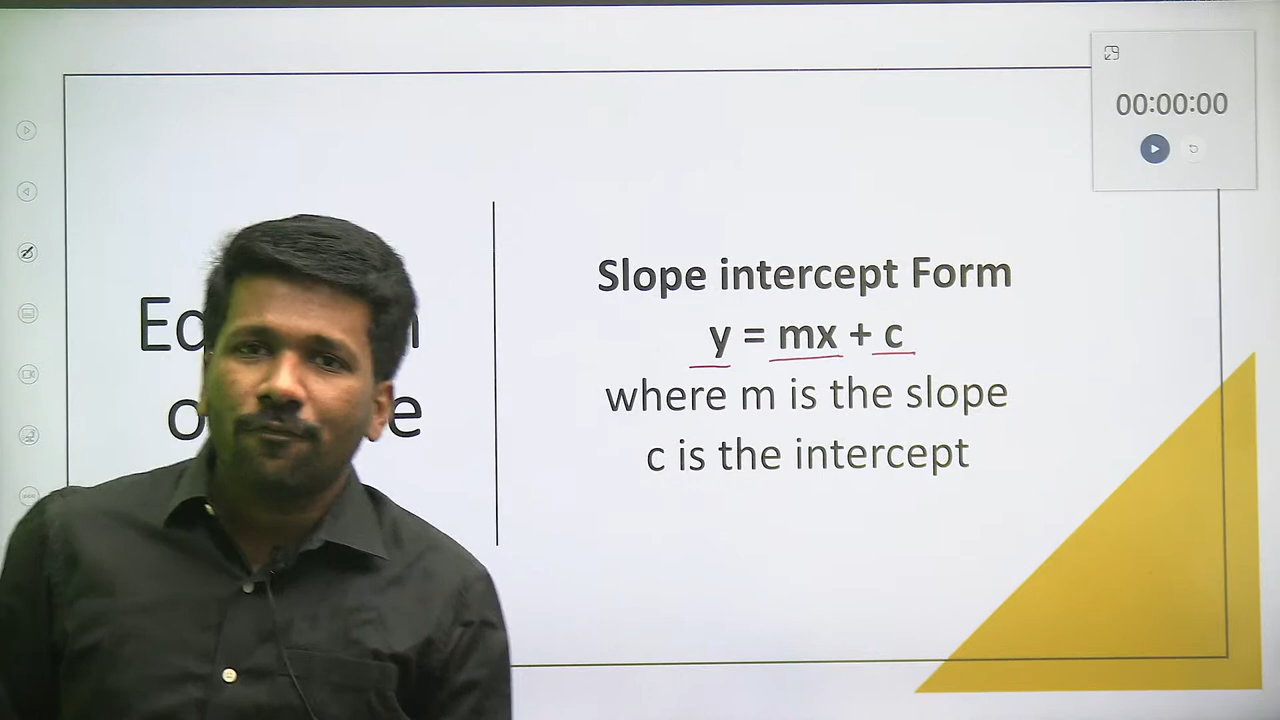 00:00:00
Slope intercept Form
y = mx + c
where m is the slope
c is the intercept